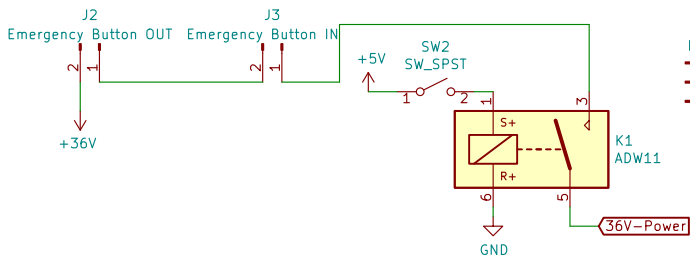 J2
Emergency Button OUT
2
1
+36V
J3
Emergency Button IN
2
1
+5V
SW2
SW_SPST
1
2
1
3
S+
R+
K1
ADW11
6
5
GND
36V-Power